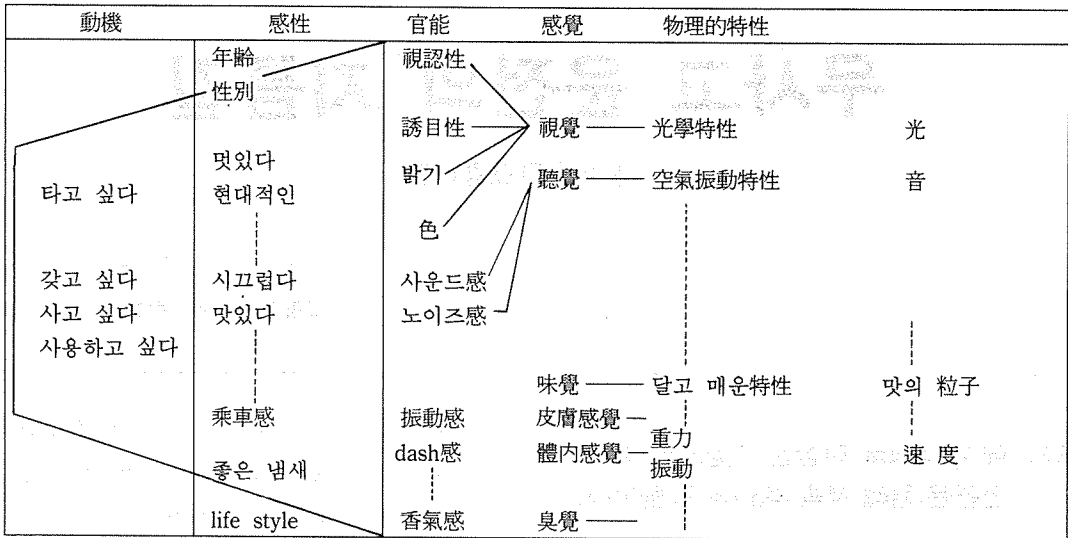 動機 感性 官能 感覺 物理的特性
年齡 視認性
性別
誘目性 視覺 光學特性 光
멋있다 밝기 聽覺 空氣振動特性 音
타고 싶다 현대적인
色
갖고 싶다 시끄럽다 사운드感
사고 싶다 맛있다 노이즈感
사용하고 싶다
味覺 달고 매운特性 맛의 粒子
乘車感 振動感 皮膚感覺
重力
dash感 體内感覺 速度
振動
좋은 냄새
life style 香氣感 臭覺